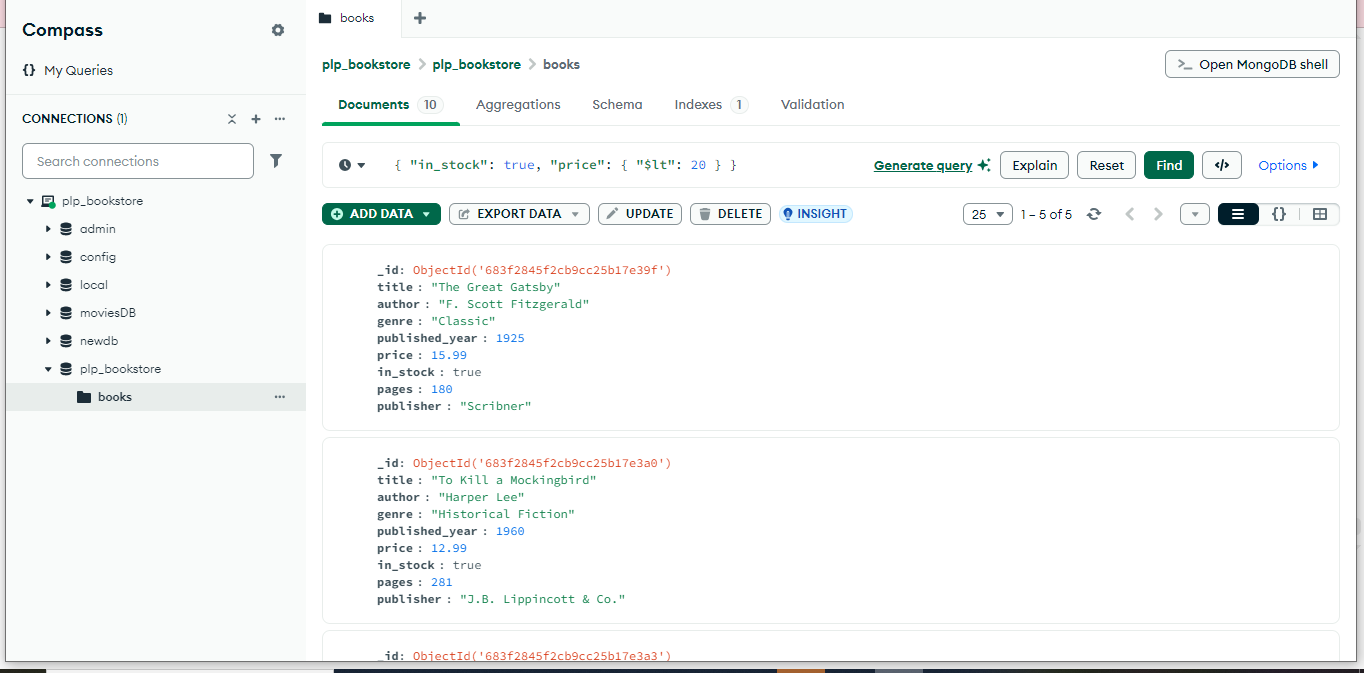 Compass
My Queries
CONNECTIONS (1)
Search connections
plp_bookstore
admin
config
local
moviesDB
newdb
plp_bookstore
books
books
plp_bookstore > plp_bookstore > books
>_ Open MongoDB shell
Documents 10 Aggregations Schema Indexes 1 Validation
{ "in_stock": true, "price": { "$lt": 20 } }
Generate query Explain Reset Find </> Options
ADD DATA EXPORT DATA UPDATE DELETE INSIGHT 25 1 – 5 of 5 {}
_id: ObjectId('683f2845f2cb9cc25b17e39f')
title : "The Great Gatsby"
author : "F. Scott Fitzgerald"
genre : "Classic"
published_year : 1925
price : 15.99
in_stock : true
pages : 180
publisher : "Scribner"
_id: ObjectId('683f2845f2cb9cc25b17e3a0')
title : "To Kill a Mockingbird"
author : "Harper Lee"
genre : "Historical Fiction"
published_year : 1960
price : 12.99
in_stock : true
pages : 281
publisher : "J.B. Lippincott & Co."
_id: ObjectId('683f2845f2cb9cc25b17e3a3')